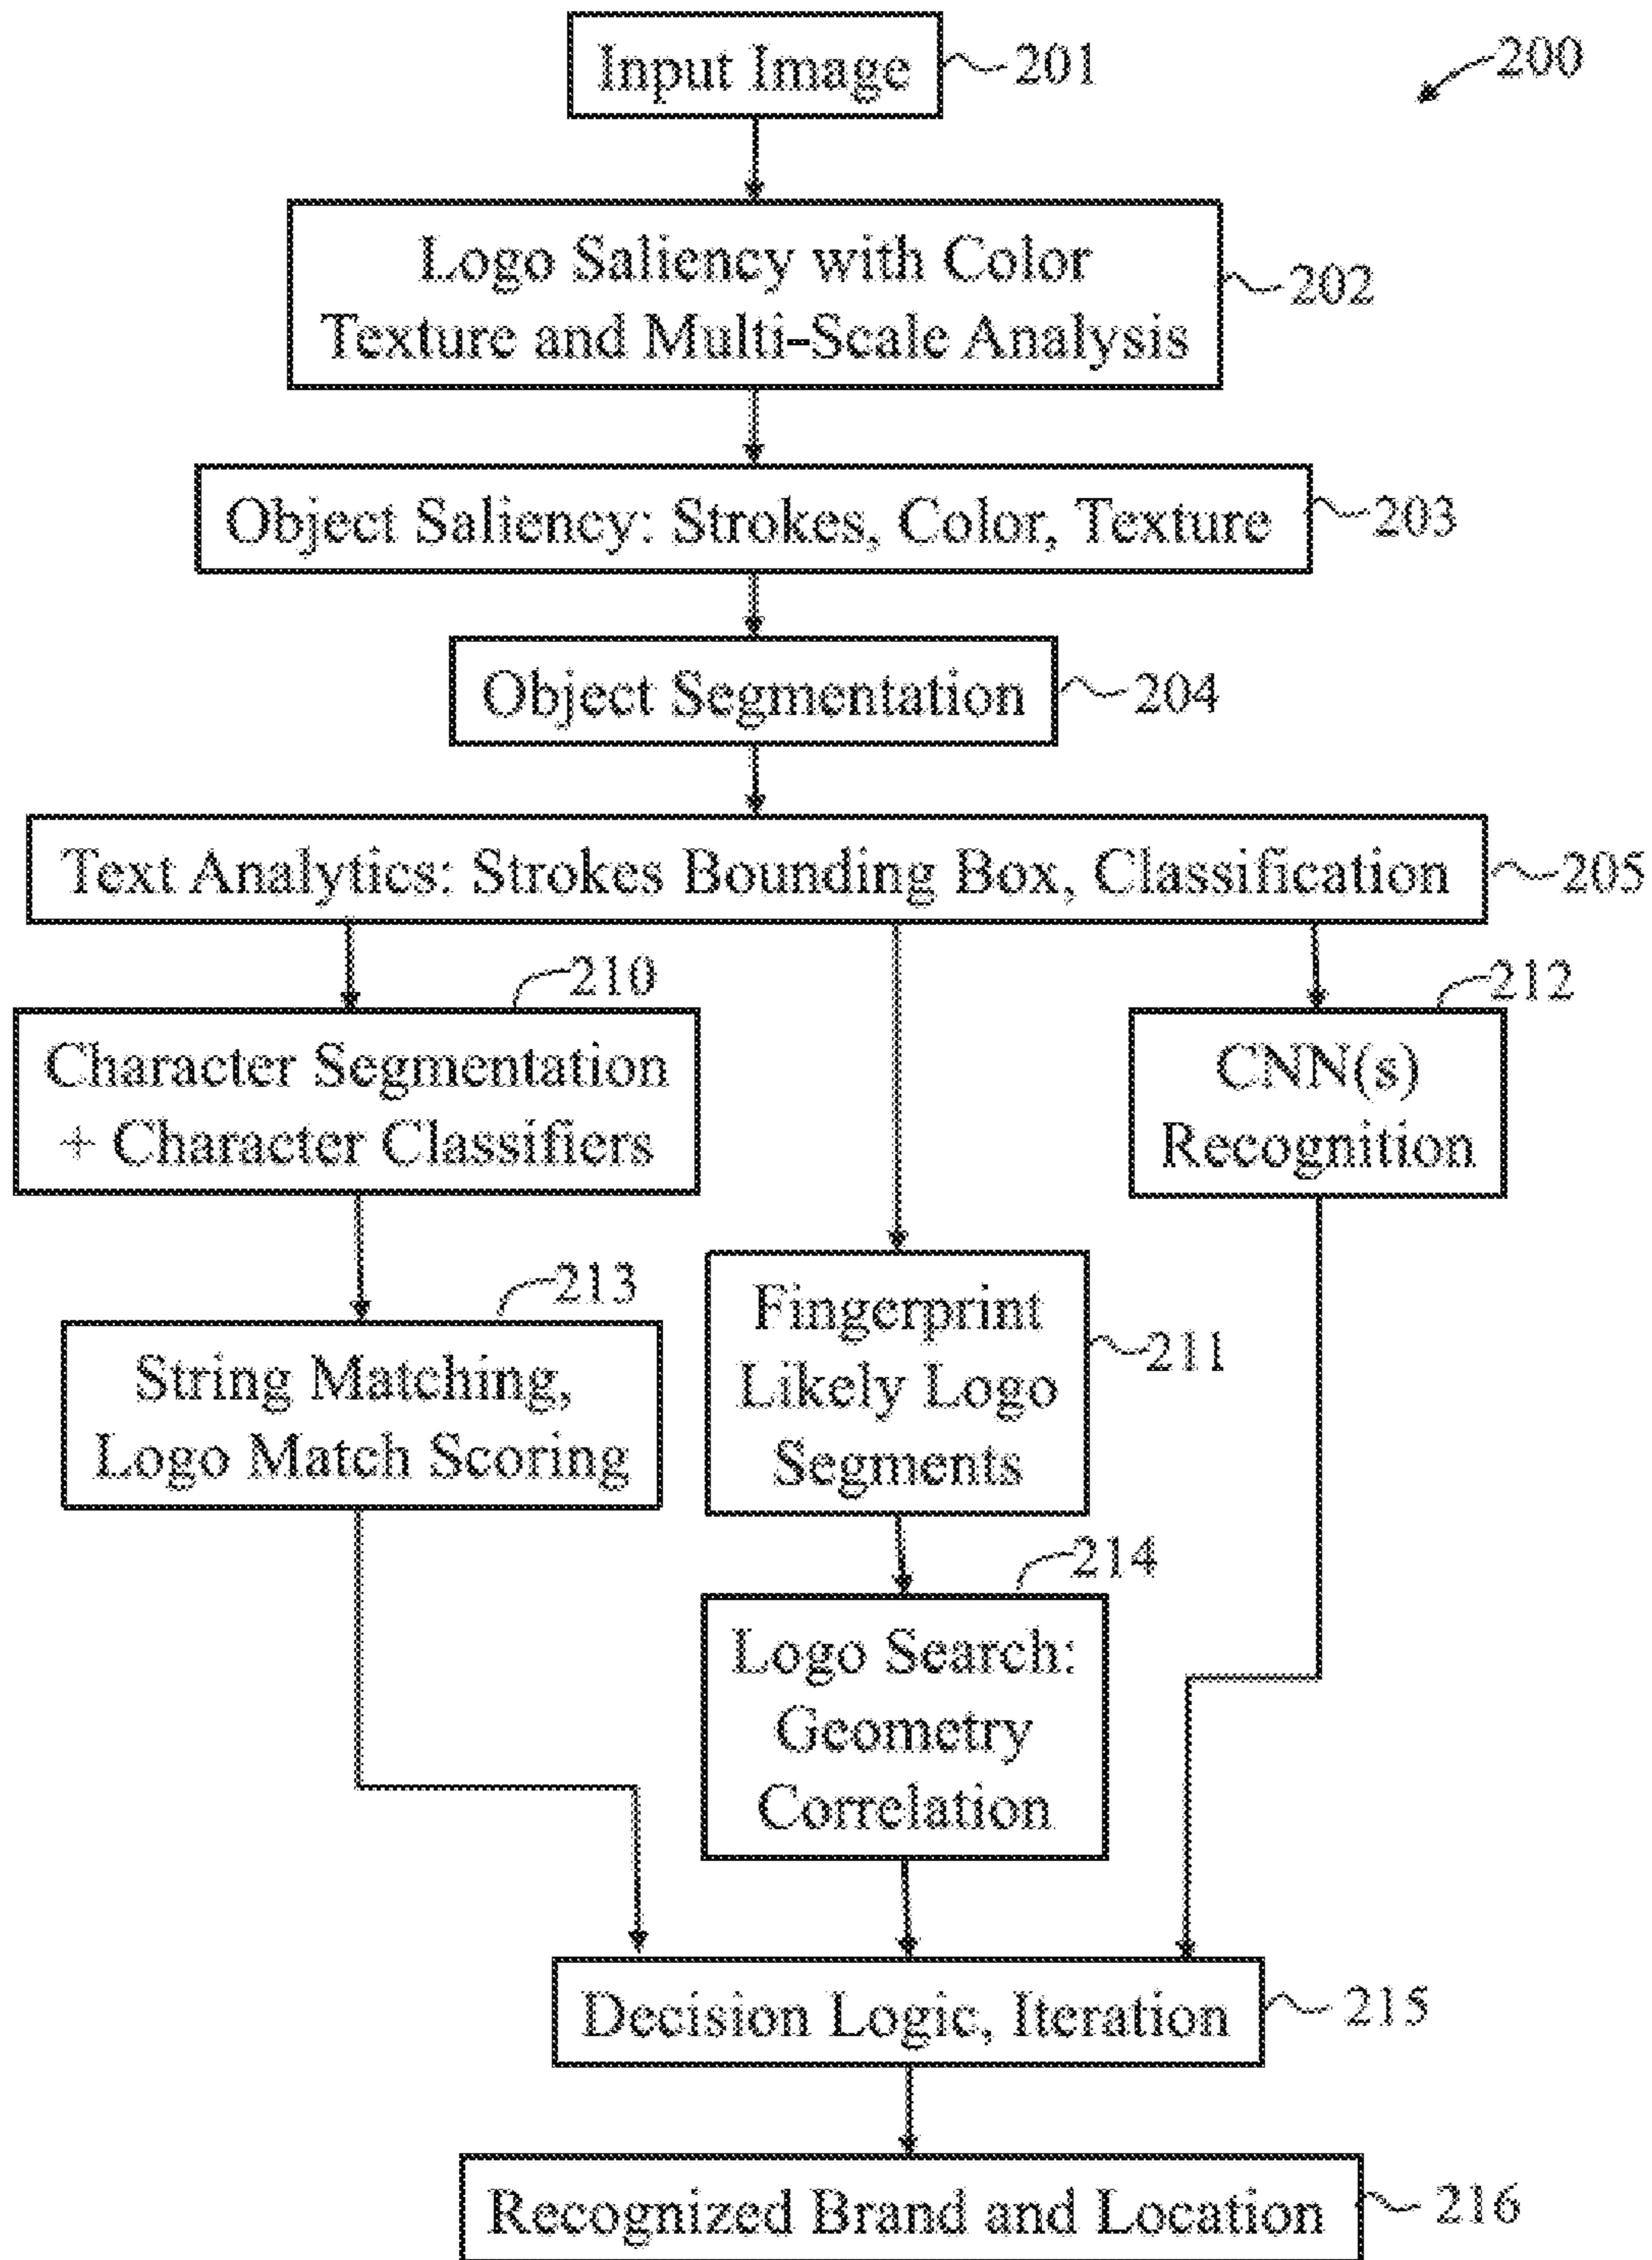 Input Image
201
200
Logo Saliency with Color
Texture and Multi-Scale Analysis
202
Object Saliency: Strokes, Color, Texture
203
Object Segmentation
204
Text Analytics: Strokes Bounding Box, Classification
205
210
Character Segmentation
+ Character Classifiers
212
CNN(s)
Recognition
213
String Matching,
Logo Match Scoring
Fingerprint
Likely Logo
Segments
211
214
Logo Search:
Geometry
Correlation
Decision Logic, Iteration
215
Recognized Brand and Location
216